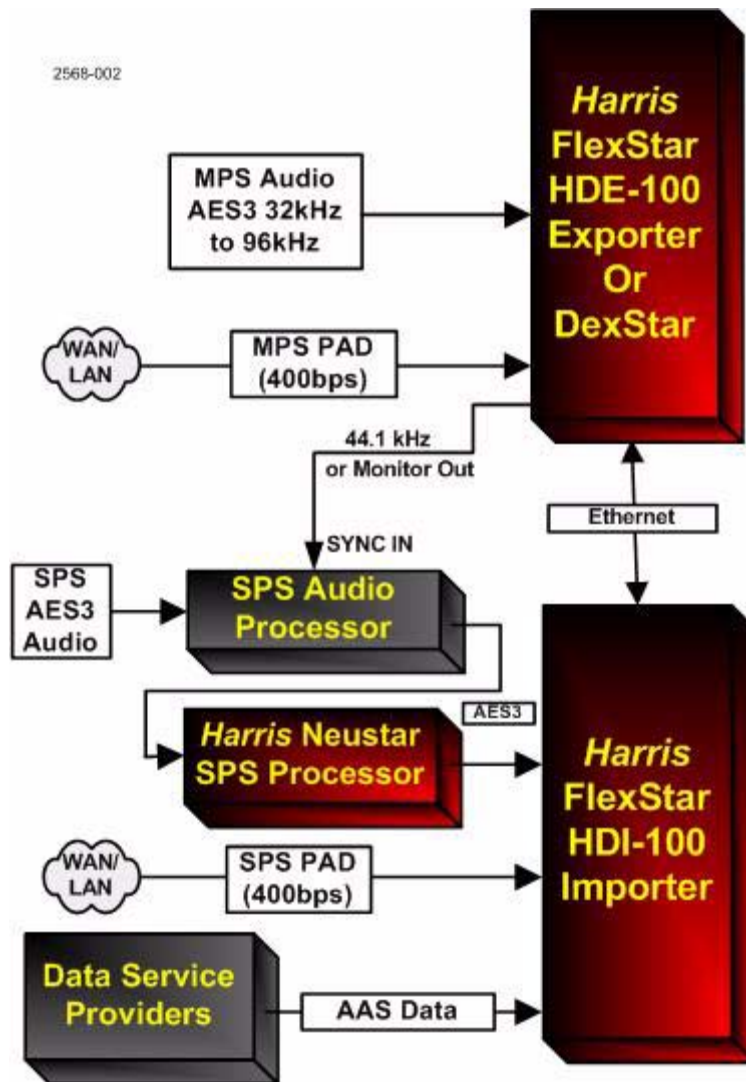 2568-002
Harris
FlexStar
HDE-100
Exporter
Or
DexStar
MPS Audio
AES3 32kHz
to 96kHz
WAN/
LAN
MPS PAD
(400bps)
44.1 kHz
or Monitor Out
Ethernet
SYNC IN
SPS
AES3
Audio
SPS Audio
Processor
AES3
Harris Neustar
SPS Processor
Harris
FlexStar
HDI-100
Importer
WAN/
LAN
SPS PAD
(400bps)
Data Service
Providers
AAS Data